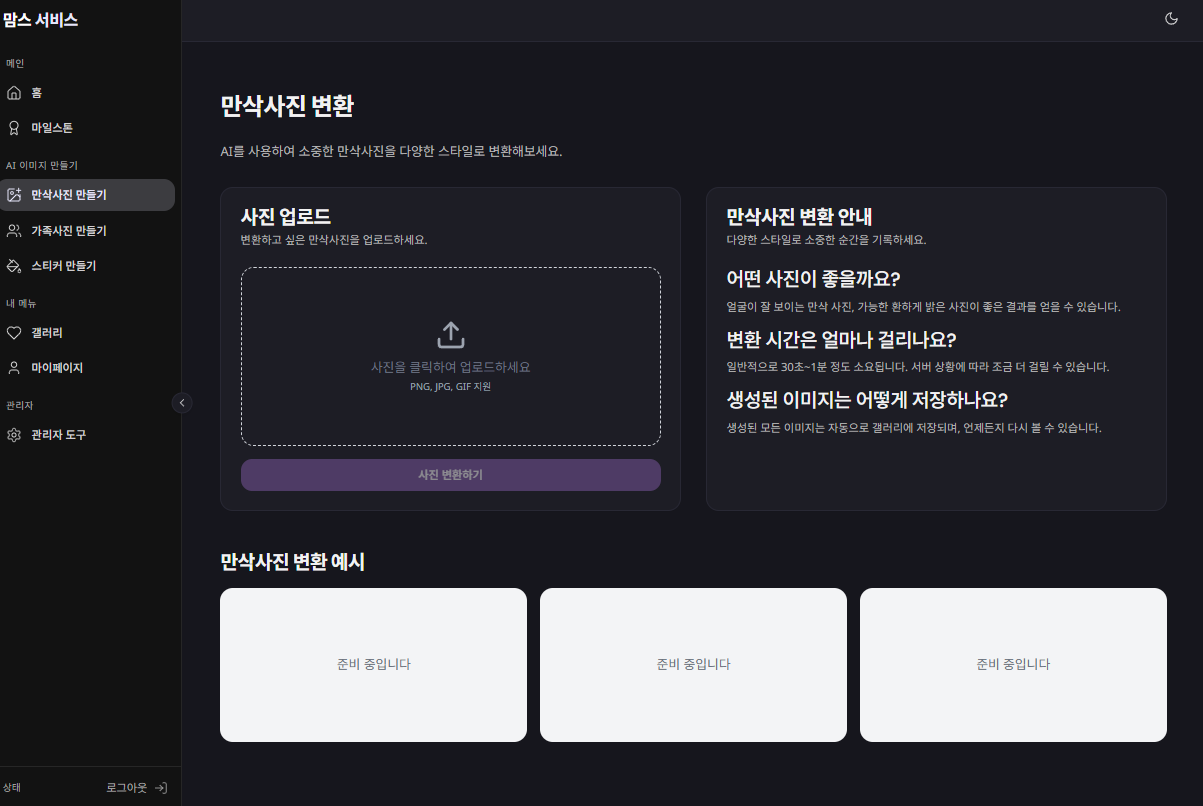 맘스 서비스
메인
홈
마일스톤
AI 이미지 만들기
만삭사진 만들기
가족사진 만들기
스티커 만들기
내 메뉴
갤러리
마이페이지
관리자
관리자 도구
상태
로그아웃
만삭사진 변환
AI를 사용하여 소중한 만삭사진을 다양한 스타일로 변환해보세요.
사진 업로드
변환하고 싶은 만삭사진을 업로드하세요.
사진을 클릭하여 업로드하세요
PNG, JPG, GIF 지원
사진 변환하기
만삭사진 변환 안내
다양한 스타일로 소중한 순간을 기록하세요.
어떤 사진이 좋을까요?
얼굴이 잘 보이는 만삭 사진, 가능한 환하게 밝은 사진이 좋은 결과를 얻을 수 있습니다.
변환 시간은 얼마나 걸리나요?
일반적으로 30초~1분 정도 소요됩니다. 서버 상황에 따라 조금 더 걸릴 수 있습니다.
생성된 이미지는 어떻게 저장하나요?
생성된 모든 이미지는 자동으로 갤러리에 저장되며, 언제든지 다시 볼 수 있습니다.
만삭사진 변환 예시
준비 중입니다
준비 중입니다
준비 중입니다